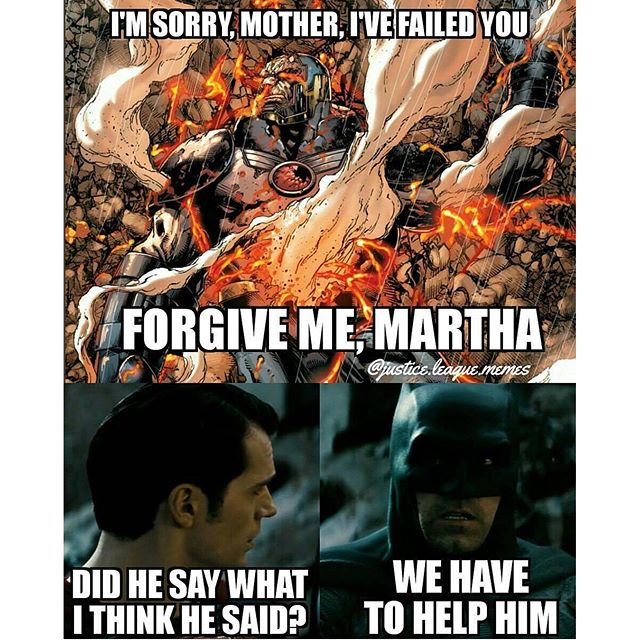 I'M SORRY, MOTHER, I'VE FAILED YOU
FORGIVE ME, MARTHA
@justice.league.memes
DID HE SAY WHAT
I THINK HE SAID?
WE HAVE
TO HELP HIM